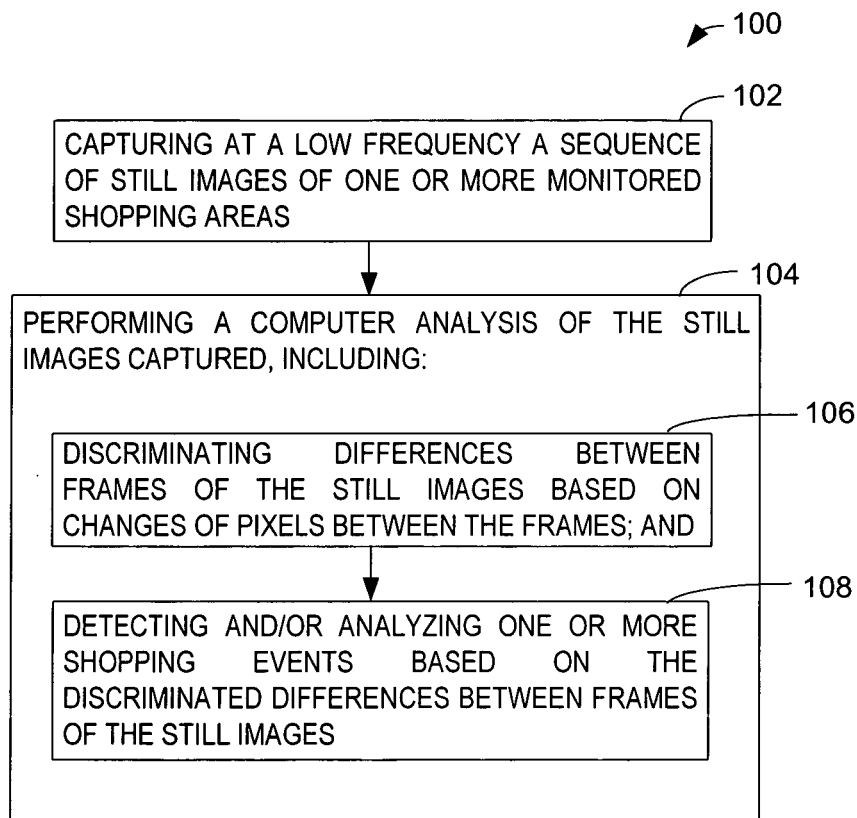 100
102
CAPTURING AT A LOW FREQUENCY A SEQUENCE
OF STILL IMAGES OF ONE OR MORE MONITORED
SHOPPING AREAS
104
PERFORMING A COMPUTER ANALYSIS OF THE STILL
IMAGES CAPTURED, INCLUDING:
106
DISCRIMINATING DIFFERENCES BETWEEN
FRAMES OF THE STILL IMAGES BASED ON
CHANGES OF PIXELS BETWEEN THE FRAMES; AND
108
DETECTING AND/OR ANALYZING ONE OR MORE
SHOPPING EVENTS BASED ON THE
DISCRIMINATED DIFFERENCES BETWEEN FRAMES
OF THE STILL IMAGES